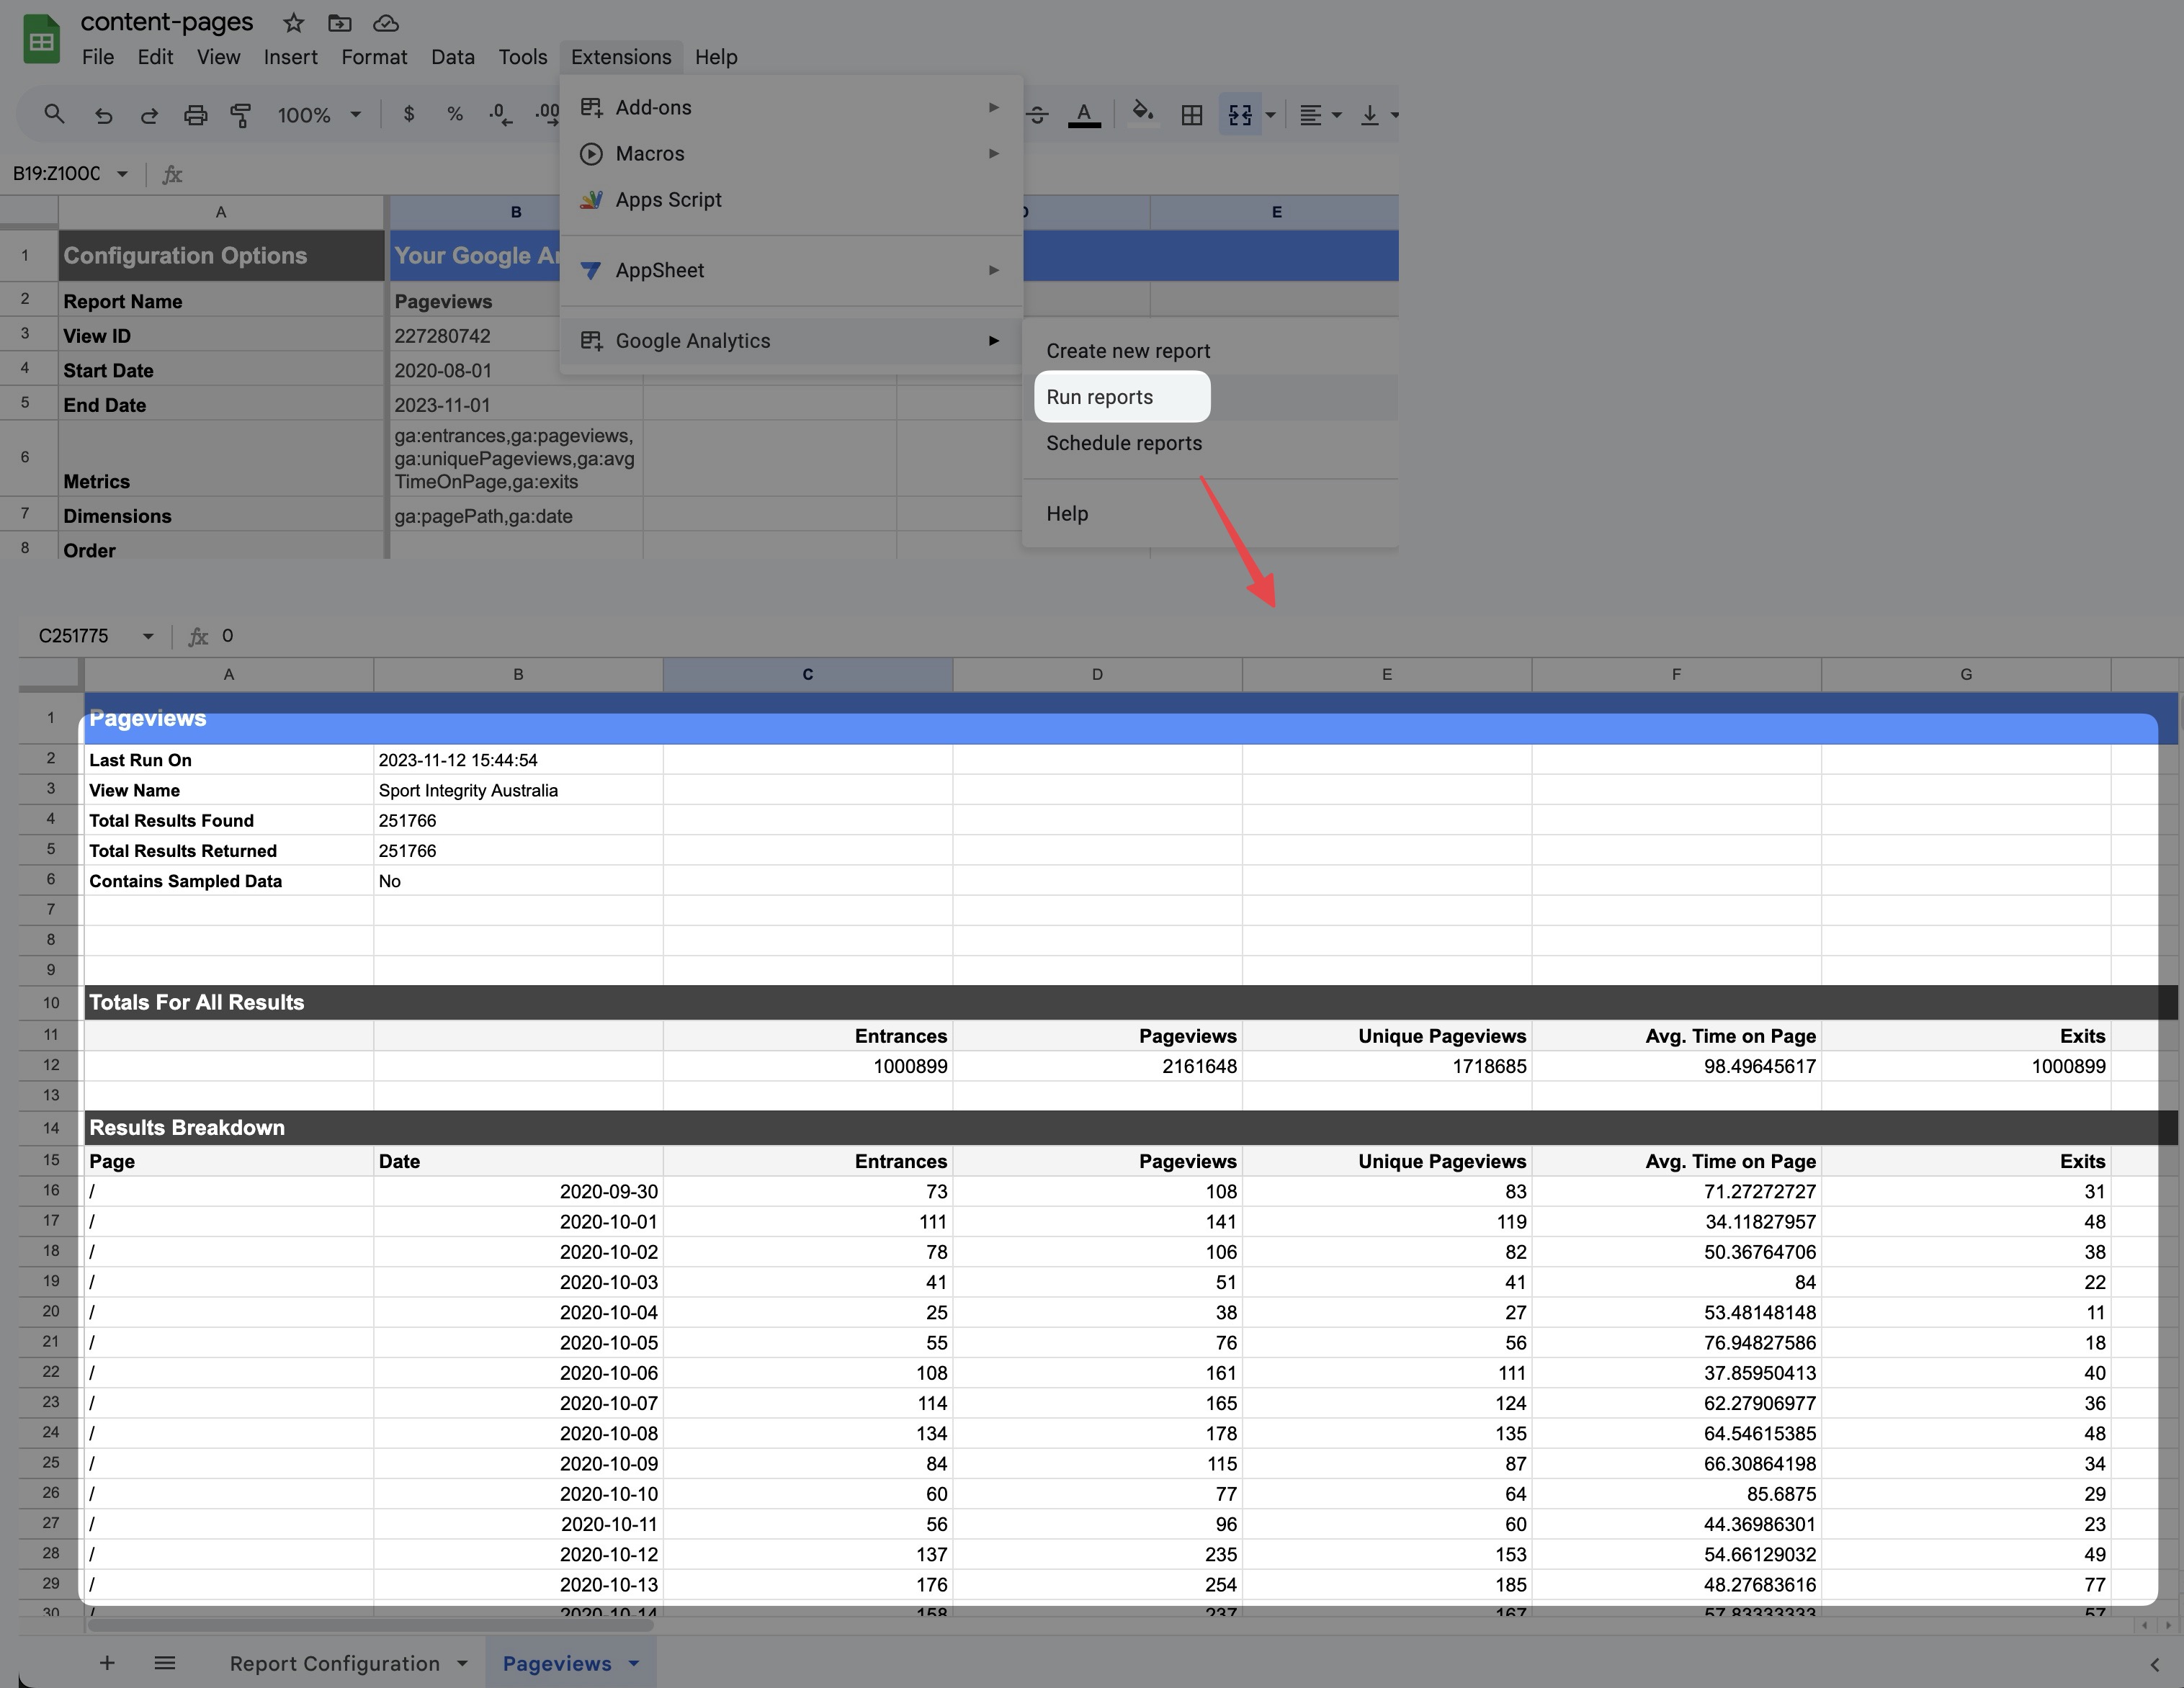 content-pages
File Edit View Insert Format Data Tools Extensions Help
100% $ % .0 .00 A
B19:Z100C fx
A B D E
1 Configuration Options Your Google An
2 Report Name Pageviews
3 View ID 227280742
4 Start Date 2020-08-01
5 End Date 2023-11-01
6 Metrics ga:entrances,ga:pageviews,
ga:uniquePageviews,ga:avg
TimeOnPage,ga:exits
7 Dimensions ga:pagePath,ga:date
8 Order
Add-ons
Macros
Apps Script
AppSheet
Google Analytics
Create new report
Run reports
Schedule reports
Help
C251775 fx 0
A B C D E F G
1 Pageviews
2 Last Run On 2023-11-12 15:44:54
3 View Name Sport Integrity Australia
4 Total Results Found 251766
5 Total Results Returned 251766
6 Contains Sampled Data No
7
8
9
10 Totals For All Results
11 Entrances Pageviews Unique Pageviews Avg. Time on Page Exits
12 1000899 2161648 1718685 98.49645617 1000899
13
14 Results Breakdown
15 Page Date Entrances Pageviews Unique Pageviews Avg. Time on Page Exits
16 / 2020-09-30 73 108 83 71.27272727 31
17 / 2020-10-01 111 141 119 34.11827957 48
18 / 2020-10-02 78 106 82 50.36764706 38
19 / 2020-10-03 41 51 41 84 22
20 / 2020-10-04 25 38 27 53.48148148 11
21 / 2020-10-05 55 76 56 76.94827586 18
22 / 2020-10-06 108 161 111 37.85950413 40
23 / 2020-10-07 114 165 124 62.27906977 36
24 / 2020-10-08 134 178 135 64.54615385 48
25 / 2020-10-09 84 115 87 66.30864198 34
26 / 2020-10-10 60 77 64 85.6875 29
27 / 2020-10-11 56 96 60 44.36986301 23
28 / 2020-10-12 137 235 153 54.66129032 49
29 / 2020-10-13 176 254 185 48.27683616 77
30 / 2020-10-14 158 237 167 57.83333333 57
Report Configuration Pageviews